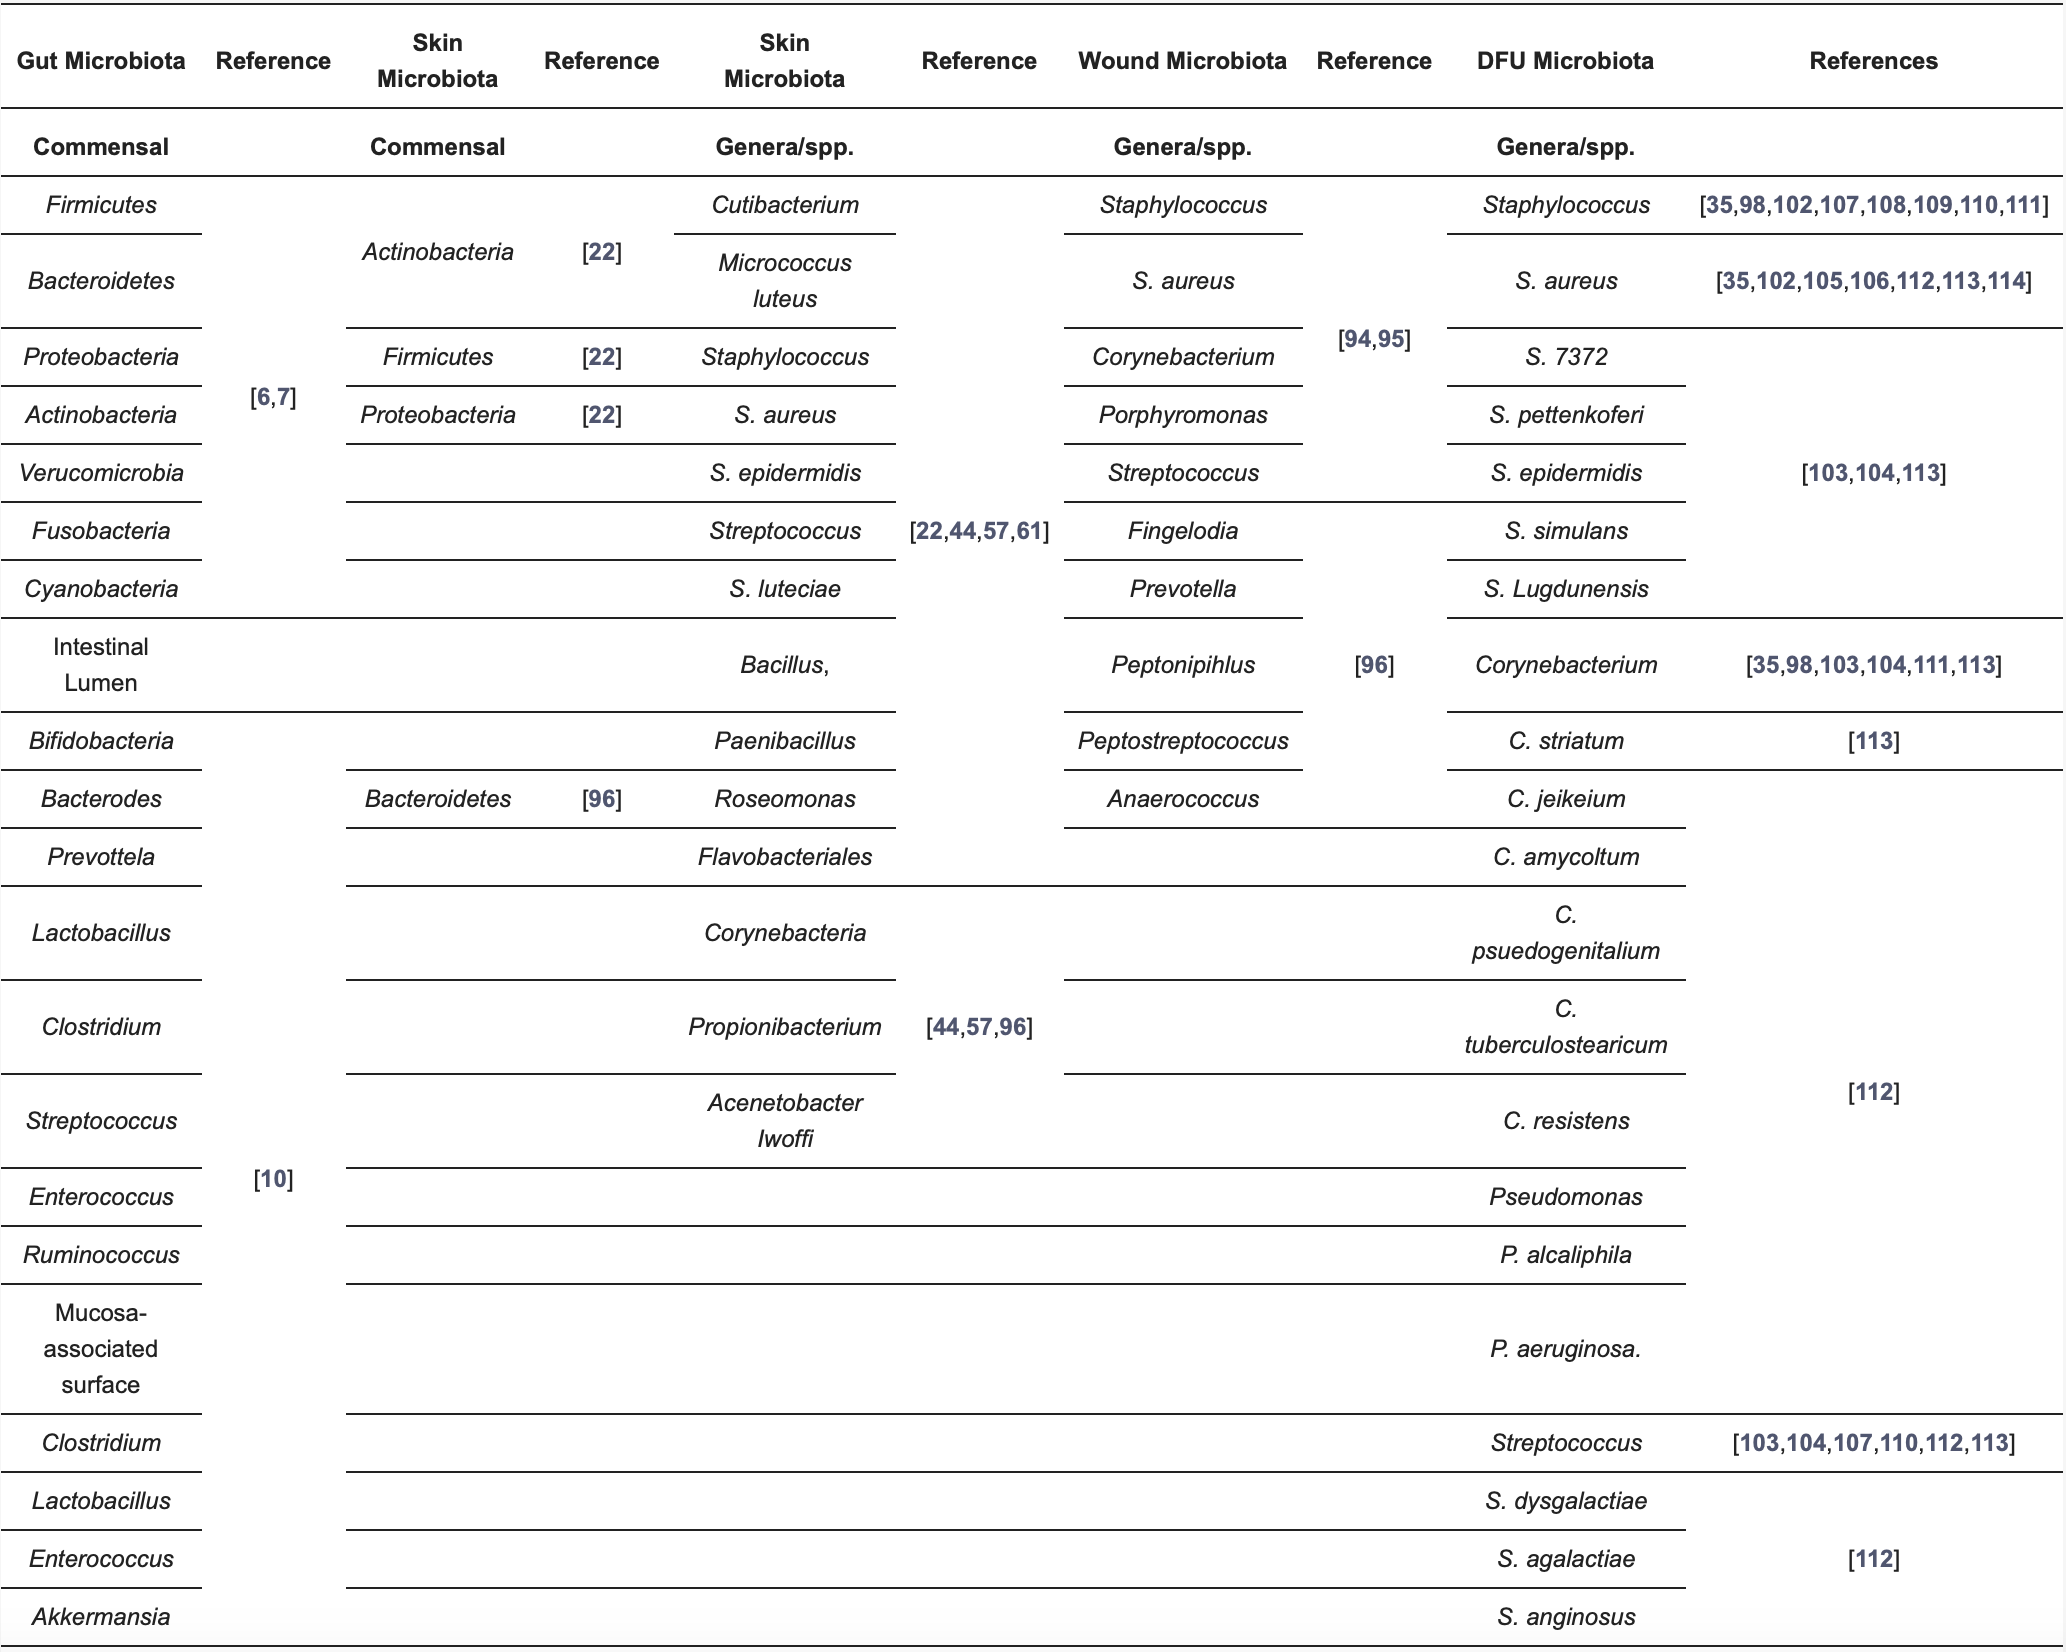 Gut Microbiota Reference Skin Microbiota Reference Skin Microbiota Reference Wound Microbiota Reference DFU Microbiota References
Commensal Commensal Genera/spp. Genera/spp. Genera/spp.
Firmicutes [6,7] Actinobacteria [22] Cutibacterium [22,44,57,61] Staphylococcus [94,95] Staphylococcus [35,98,102,107,108,109,110,111]
Bacteroidetes Micrococcus luteus S. aureus S. aureus [35,102,105,106,112,113,114]
Proteobacteria Firmicutes [22] Staphylococcus Corynebacterium S. 7372 [103,104,113]
Actinobacteria Proteobacteria [22] S. aureus Porphyromonas S. pettenkoferi
Verucomicrobia S. epidermidis Streptococcus S. epidermidis
Fusobacteria Streptococcus Fingelodia [96] S. simulans
Cyanobacteria S. luteciae Prevotella S. Lugdunensis
Intestinal Lumen Bacillus, Peptonipihlus Corynebacterium [35,98,103,104,111,113]
Bifidobacteria [10] Paenibacillus Peptostreptococcus C. striatum [113]
Bacterodes Bacteroidetes [96] Roseomonas Anaerococcus C. jeikeium [112]
Prevottela Flavobacteriales C. amycoltum
Lactobacillus Corynebacteria [44,57,96] C. psuedogenitalium
Clostridium Propionibacterium C. tuberculostearicum
Streptococcus Acenetobacter Iwoffi C. resistens
Enterococcus Pseudomonas
Ruminococcus P. alcaliphila
Mucosa-associated surface P. aeruginosa.
Clostridium Streptococcus [103,104,107,110,112,113]
Lactobacillus S. dysgalactiae [112]
Enterococcus S. agalactiae
Akkermansia S. anginosus